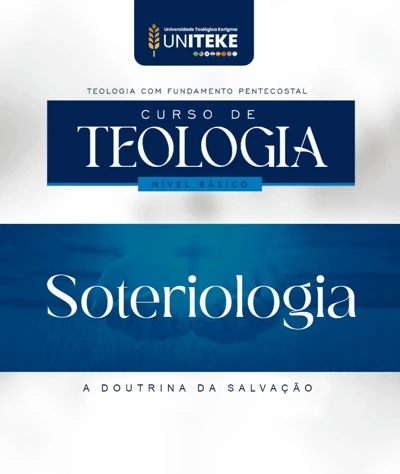 Universidade Teológica Kerigma
UNITEKE
TEOLOGIA COM FUNDAMENTO PENTECOSTAL
CURSO DE
TEOLOGIA
NÍVEL BÁSICO
Soteriologia
A DOUTRINA DA SALVAÇÃO